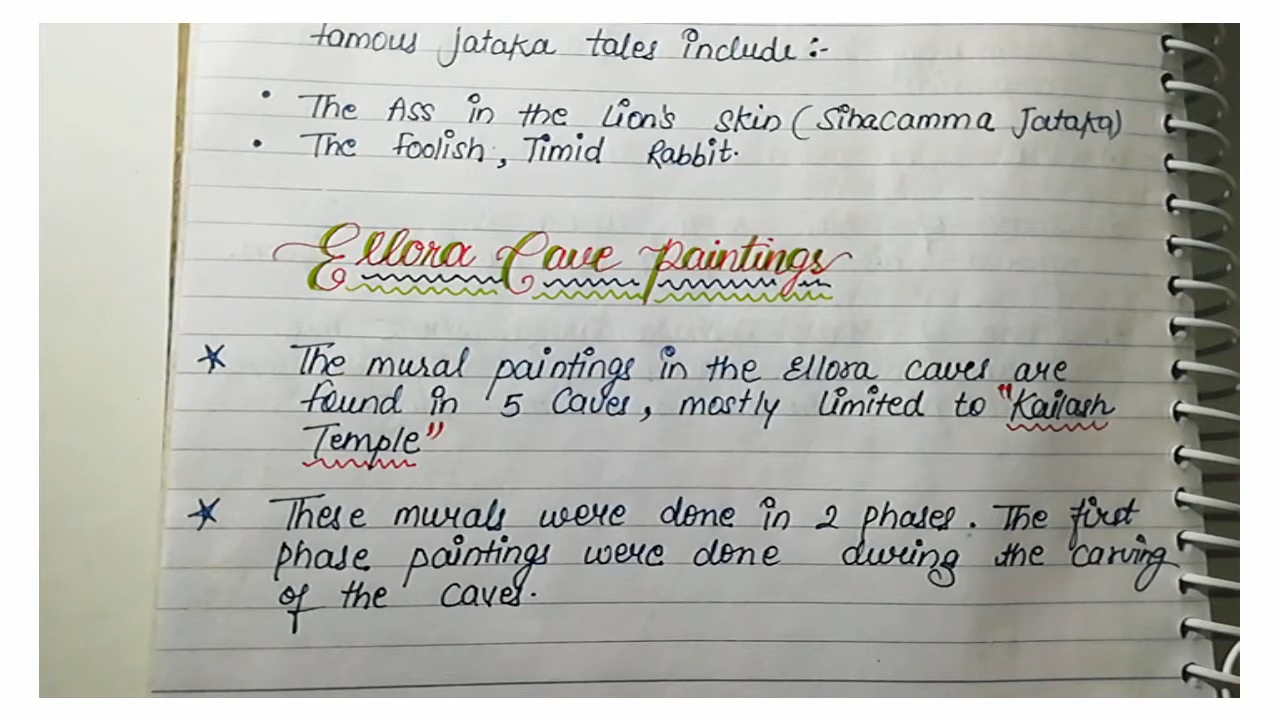 famous Jataka tales include :-
• The Ass in the Lion's skin (Sihacamma Jataka)
• The Foolish, Timid Rabbit.
Ellora Cave Paintings
* The mural paintings in the Ellora caves are
found in 5 Caves, mostly limited to "Kailash
Temple"
* These murals were done in 2 phases. The first
phase paintings were done during the carving
of the caves.